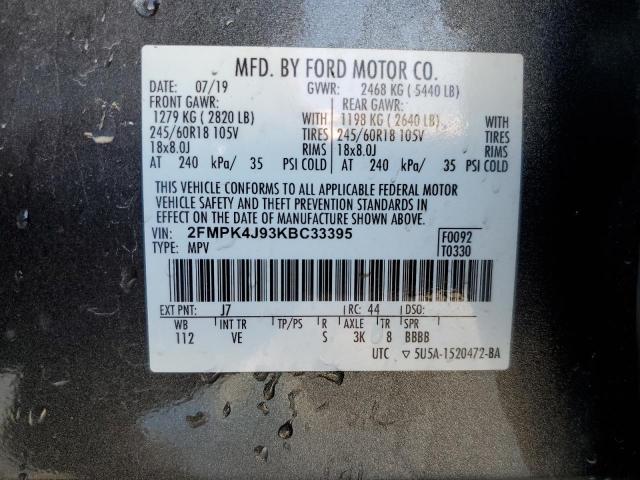 MFD. BY FORD MOTOR CO.
DATE: 07/19 GVWR: 2468 KG ( 5440 LB)
FRONT GAWR: REAR GAWR:
1279 KG ( 2820 LB) WITH 1198 KG ( 2640 LB) WITH
245/60R18 105V TIRES 245/60R18 105V TIRES
18x8.0J RIMS 18x8.0J RIMS
AT 240 kPa/ 35 PSI COLD AT 240 kPa/ 35 PSI COLD
THIS VEHICLE CONFORMS TO ALL APPLICABLE FEDERAL MOTOR
VEHICLE SAFETY AND THEFT PREVENTION STANDARDS IN
EFFECT ON THE DATE OF MANUFACTURE SHOWN ABOVE.
VIN: 2FMPK4J93KBC33395 F0092
TYPE: MPV T0330
EXT PNT: J7 RC: 44 DSO:
WB INT TR TP/PS R AXLE TR SPR
112 VE S 3K 8 BBBB
UTC ▽ 5U5A-1520472-BA